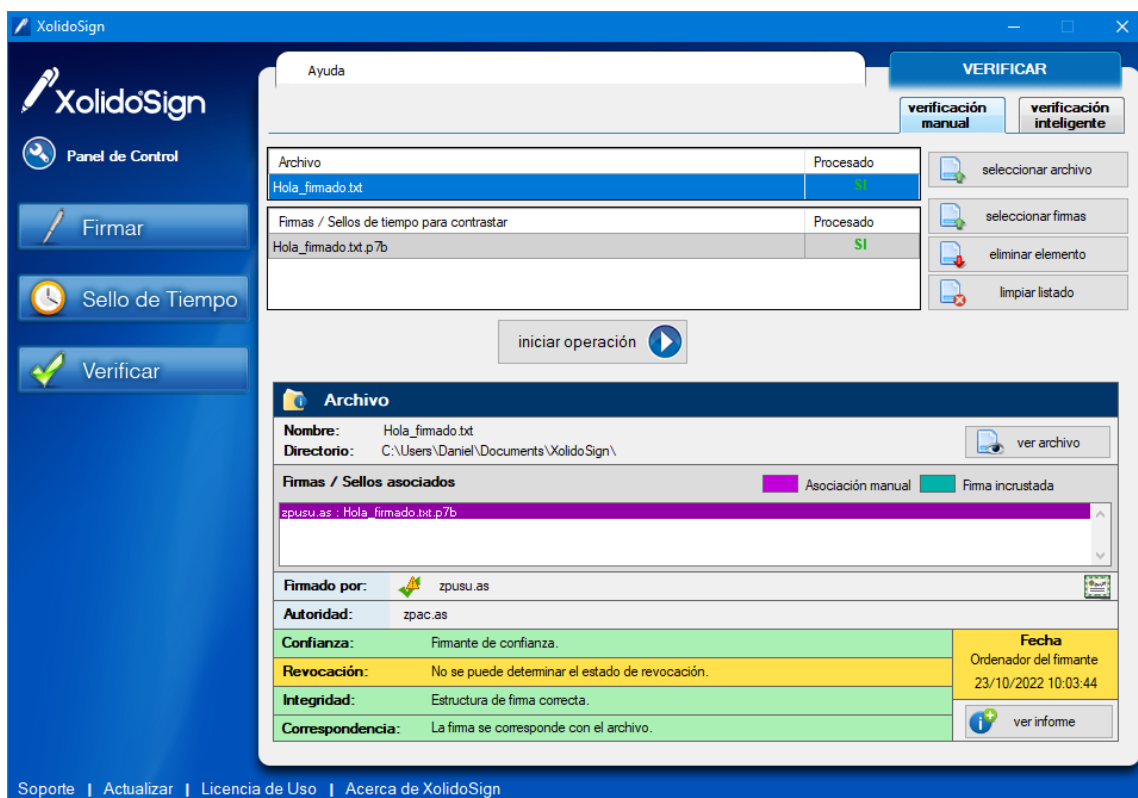 XolidoSign
XolidoSign
Panel de Control
Firmar
Sello de Tiempo
Verificar
Ayuda
VERIFICAR
verificación manual
verificación inteligente
Archivo Procesado
Hola_firmado.txt SI
seleccionar archivo
Firmas / Sellos de tiempo para contrastar Procesado
Hola_firmado.txt.p7b SI
seleccionar firmas
eliminar elemento
limpiar listado
iniciar operación
Archivo
Nombre: Hola_firmado.txt
Directorio: C:\Users\Daniel\Documents\XolidoSign\
ver archivo
Firmas / Sellos asociados Asociación manual Firma incrustada
zpusu.as : Hola_firmado.txt.p7b
Firmado por: zpusu.as
Autoridad: zpac.as
Confianza: Firmante de confianza.
Revocación: No se puede determinar el estado de revocación.
Integridad: Estructura de firma correcta.
Correspondencia: La firma se corresponde con el archivo.
Fecha
Ordenador del firmante
23/10/2022 10:03:44
ver informe
Soporte | Actualizar | Licencia de Uso | Acerca de XolidoSign